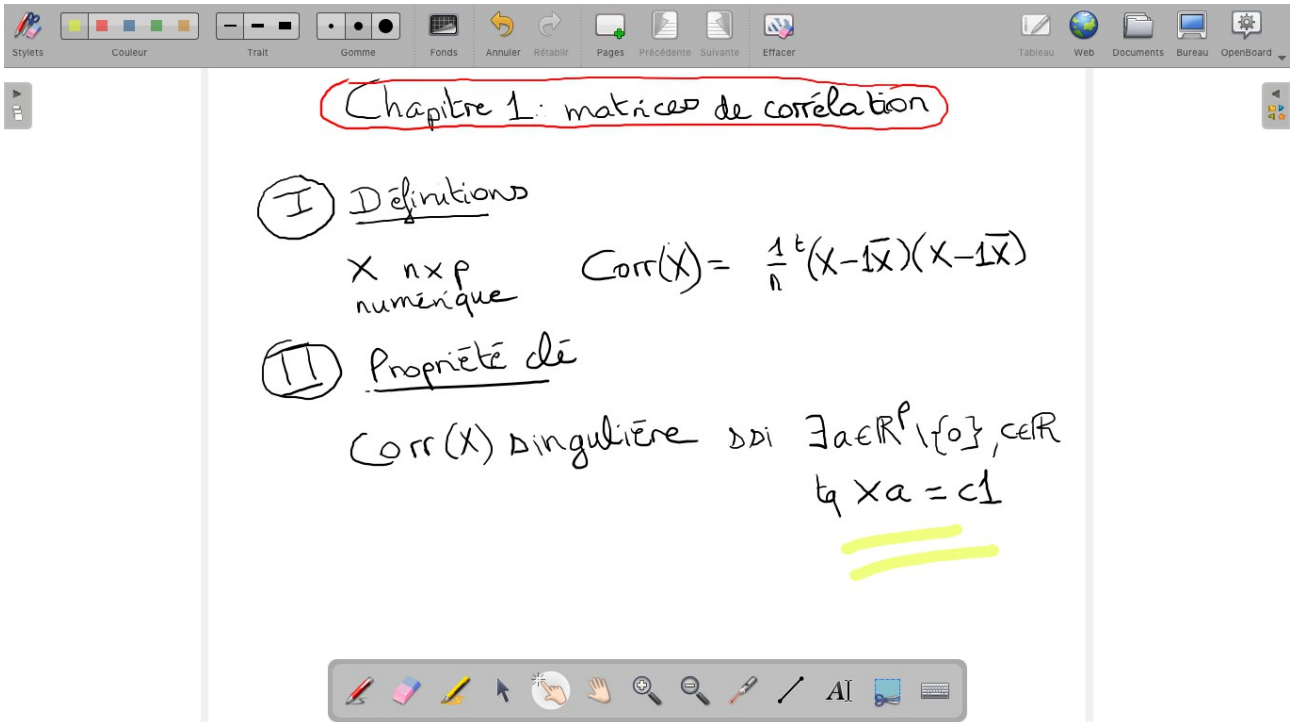 Stylets Couleur Trait Gomme Fonds Annuler Rétablir Pages Précédente Suivante Effacer Tableau Web Documents Bureau OpenBoard
Chapitre 1: matrices de corrélation
I Définitions
X n×p Corr(X) = 1/n ᵗ(X-1X̄)(X-1X̄)
numérique
II Propriété clé
Corr(X) singulière ssi ∃a∈ℝᵖ\{0}, c∈ℝ
tq Xa = c1
AI